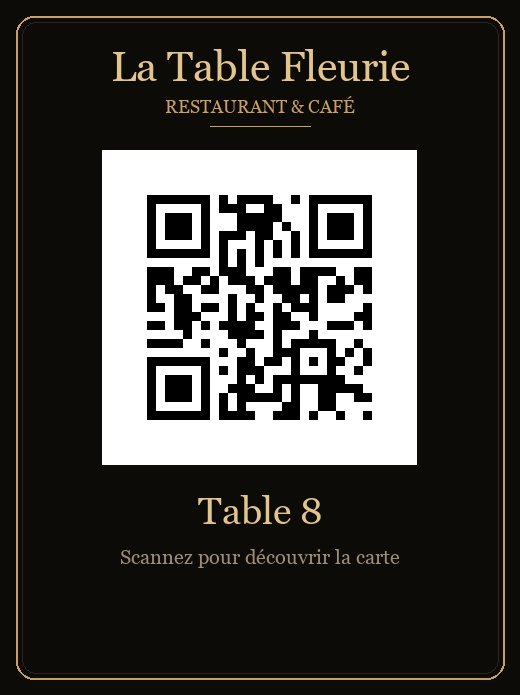 La Table Fleurie
RESTAURANT & CAFÉ
Table 8
Scannez pour découvrir la carte